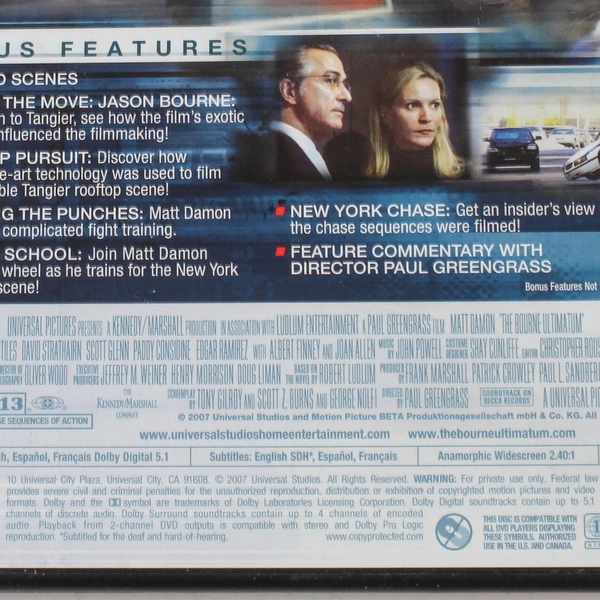 US FEATURES
D SCENES
THE MOVE: JASON BOURNE:
n to Tangier, see how the film's exotic
nfluenced the filmmaking!
P PURSUIT: Discover how
e-art technology was used to film
ble Tangier rooftop scene!
NG THE PUNCHES: Matt Damon
complicated fight training.
SCHOOL: Join Matt Damon
wheel as he trains for the New York
scene!
NEW YORK CHASE: Get an insider's view
the chase sequences were filmed!
FEATURE COMMENTARY WITH
DIRECTOR PAUL GREENGRASS
Bonus Features Not
UNIVERSAL PICTURES PRESENTS A KENNEDY/MARSHALL PRODUCTION IN ASSOCIATION WITH LUDLUM ENTERTAINMENT A PAUL GREENGRASS FILM MATT DAMON "THE BOURNE ULTIMATUM"
TILES DAVID STRATHAIRN SCOTT GLENN PADDY CONSIDINE EDGAR RAMIREZ WITH ALBERT FINNEY AND JOAN ALLEN MUSIC BY JOHN POWELL COSTUME DESIGNER SHAY CUNLIFFE EDITOR CHRISTOPHER ROUS
DIRECTOR OF PHOTOGRAPHY OLIVER WOOD EXECUTIVE PRODUCERS JEFFREY M. WEINER HENRY MORRISON DOUG LIMAN BASED ON THE NOVEL BY ROBERT LUDLUM PRODUCED BY FRANK MARSHALL PATRICK CROWLEY PAUL L. SANDBER
13
THE KENNEDY/MARSHALL COMPANY
SCREENPLAY BY TONY GILROY AND SCOTT Z. BURNS AND GEORGE NOLFI DIRECTED BY PAUL GREENGRASS SOUNDTRACK ON DECCA RECORDS A UNIVERSAL PI
SE SEQUENCES OF ACTION
© 2007 Universal Studios and Motion Picture BETA Produktionsgesellschaft mbH & Co. KG. All
www.universalstudioshomeentertainment.com www.thebourneultimatum.com
h, Español, Français Dolby Digital 5.1 Subtitles: English SDH*, Español, Français Anamorphic Widescreen 2.40:1
10 Universal City Plaza, Universal City, CA 91608. © 2007 Universal Studios. All Rights Reserved. WARNING: For private use only. Federal law
provides severe civil and criminal penalties for the unauthorized reproduction, distribution or exhibition of copyrighted motion pictures and video
formats. Dolby and the symbol are trademarks of Dolby Laboratories Licensing Corporation. Dolby Digital soundtracks contain up to 5.1
channels of discrete audio. Dolby Surround soundtracks contain up to 4 channels of encoded
audio. Playback from 2-channel DVD outputs is compatible with stereo and Dolby Pro Logic
reproduction. *Subtitled for the deaf and hard-of-hearing. www.copyprotected.com
THIS DISC IS COMPATIBLE WITH
ALL DVD PLAYERS DISPLAYING
THESE SYMBOLS. AUTHORIZED
USE IN THE U.S. AND CANADA.